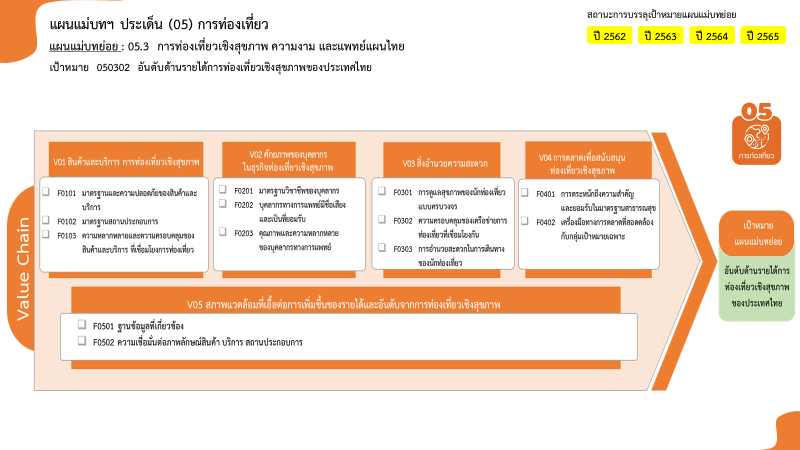 แผนแม่บทฯ ประเด็น (05) การท่องเที่ยว
แผนแม่บทย่อย : 05.3 การท่องเที่ยวเชิงสุขภาพ ความงาม และแพทย์แผนไทย
เป้าหมาย 050302 อันดับด้านรายได้การท่องเที่ยวเชิงสุขภาพของประเทศไทย
สถานะการบรรลุเป้าหมายแผนแม่บทย่อย
ปี 2562 ปี 2563 ปี 2564 ปี 2565
05
การท่องเที่ยว
Value Chain
V01 สินค้าและบริการ การท่องเที่ยวเชิงสุขภาพ
F0101 มาตรฐานและความปลอดภัยของสินค้าและ
บริการ
F0102 มาตรฐานสถานประกอบการ
F0103 ความหลากหลายและความครอบคลุมของ
สินค้าและบริการ ที่เชื่อมโยงการท่องเที่ยว
V02 ศักยภาพของบุคลากร
ในธุรกิจท่องเที่ยวเชิงสุขภาพ
F0201 มาตรฐานวิชาชีพของบุคลากร
F0202 บุคลากรทางการแพทย์มีชื่อเสียง
และเป็นที่ยอมรับ
F0203 คุณภาพและความหลากหลาย
ของบุคลากรทางการแพทย์
V03 สิ่งอำนวยความสะดวก
F0301 การดูแลสุขภาพของนักท่องเที่ยว
แบบครบวงจร
F0302 ความครอบคลุมของเครือข่ายการ
ท่องเที่ยวที่เชื่อมโยงกัน
F0303 การอำนวยสะดวกในการเดินทาง
ของนักท่องเที่ยว
V04 การตลาดเพื่อสนับสนุน
ท่องเที่ยวเชิงสุขภาพ
F0401 การตระหนักถึงความสำคัญ
และยอมรับในมาตรฐานสาธารณสุข
F0402 เครื่องมือทางการตลาดที่สอดคล้อง
กับกลุ่มเป้าหมายเฉพาะ
V05 สภาพแวดล้อมที่เอื้อต่อการเพิ่มขึ้นของรายได้และอันดับจากการท่องเที่ยวเชิงสุขภาพ
F0501 ฐานข้อมูลที่เกี่ยวข้อง
F0502 ความเชื่อมั่นต่อภาพลักษณ์สินค้า บริการ สถานประกอบการ
เป้าหมาย
แผนแม่บทย่อย
อันดับด้านรายได้การ
ท่องเที่ยวเชิงสุขภาพ
ของประเทศไทย